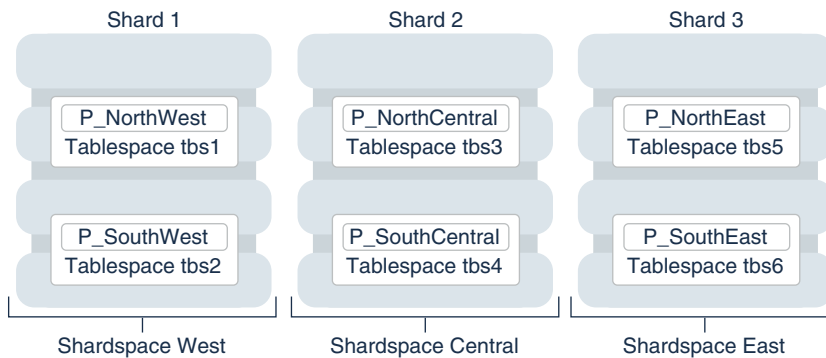 Shard 1
Shard 2
Shard 3
P_NorthWest
Tablespace tbs1
P_NorthCentral
Tablespace tbs3
P_NorthEast
Tablespace tbs5
P_SouthWest
Tablespace tbs2
P_SouthCentral
Tablespace tbs4
P_SouthEast
Tablespace tbs6
Shardspace West
Shardspace Central
Shardspace East